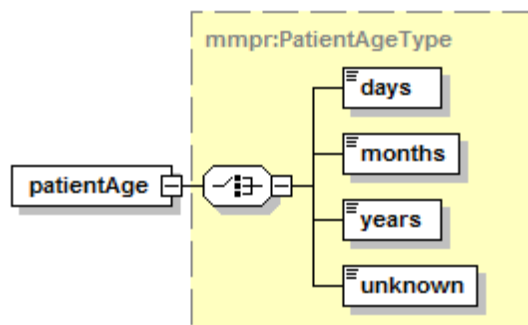 mmpr:PatientAgeType
days
months
patientAge
years
unknown